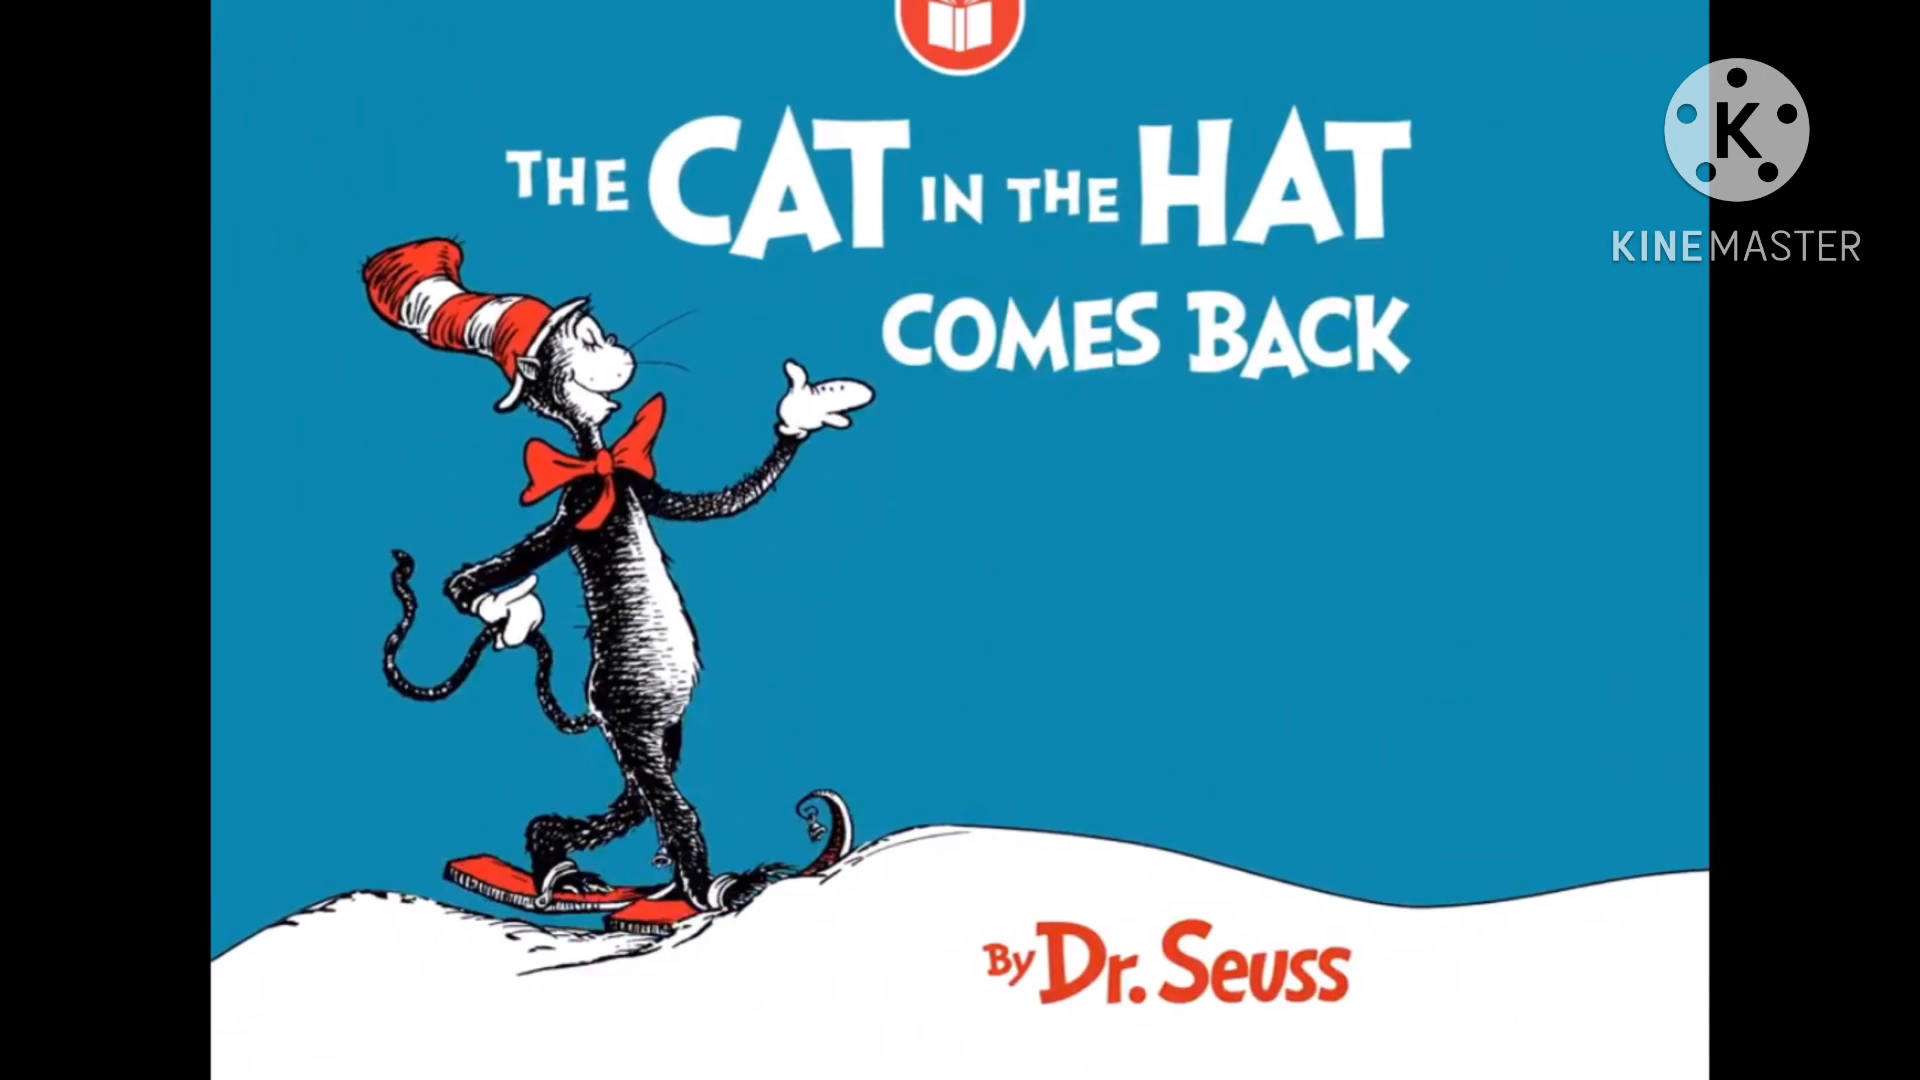 THE CAT IN THE HAT
COMES BACK
K
KINEMASTER
By Dr. Seuss